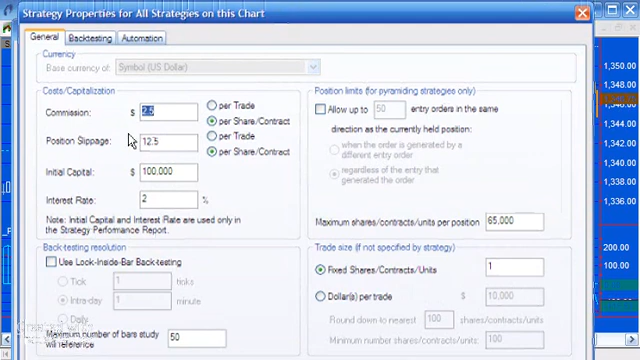 Strategy Properties for All Strategies on this Chart
General
Backtesting
Automation
Currency
Base currency of:
Symbol (US Dollar)
Costs/Capitalization
Commission:
$
2.5
per Trade
per Share/Contract
Position Slippage:
12.5
per Trade
per Share/Contract
Initial Capital:
$
100.000
Interest Rate:
2
%
Note: Initial Capital and Interest Rate are used only in
the Strategy Performance Report.
Back-testing resolution
Use Lock-Inside-Bar Back-testing
Tick
1
tinks
Intra-day
1
minute
Daily
Maximum number of bars study
will reference
50
Position limits (for pyramiding strategies only)
Allow up to
50
entry orders in the same
direction as the currently held position:
when the order is generated by a
different entry order
regardless of the entry that
generated the order
Maximum shares/contracts/units per position
65,000
Trade size (if not specified by strategy)
Fixed Shares/Contracts/Units
1
Dollar(s) per trade
$
10,000
Round down to nearest
100
shares/contracts/units
Minimum number shares/contracts/units
100
1,350.00
1,348.00
1,344.00
1,342.00
1,340.00
1,338.00
1,336.00
200.00
100.00